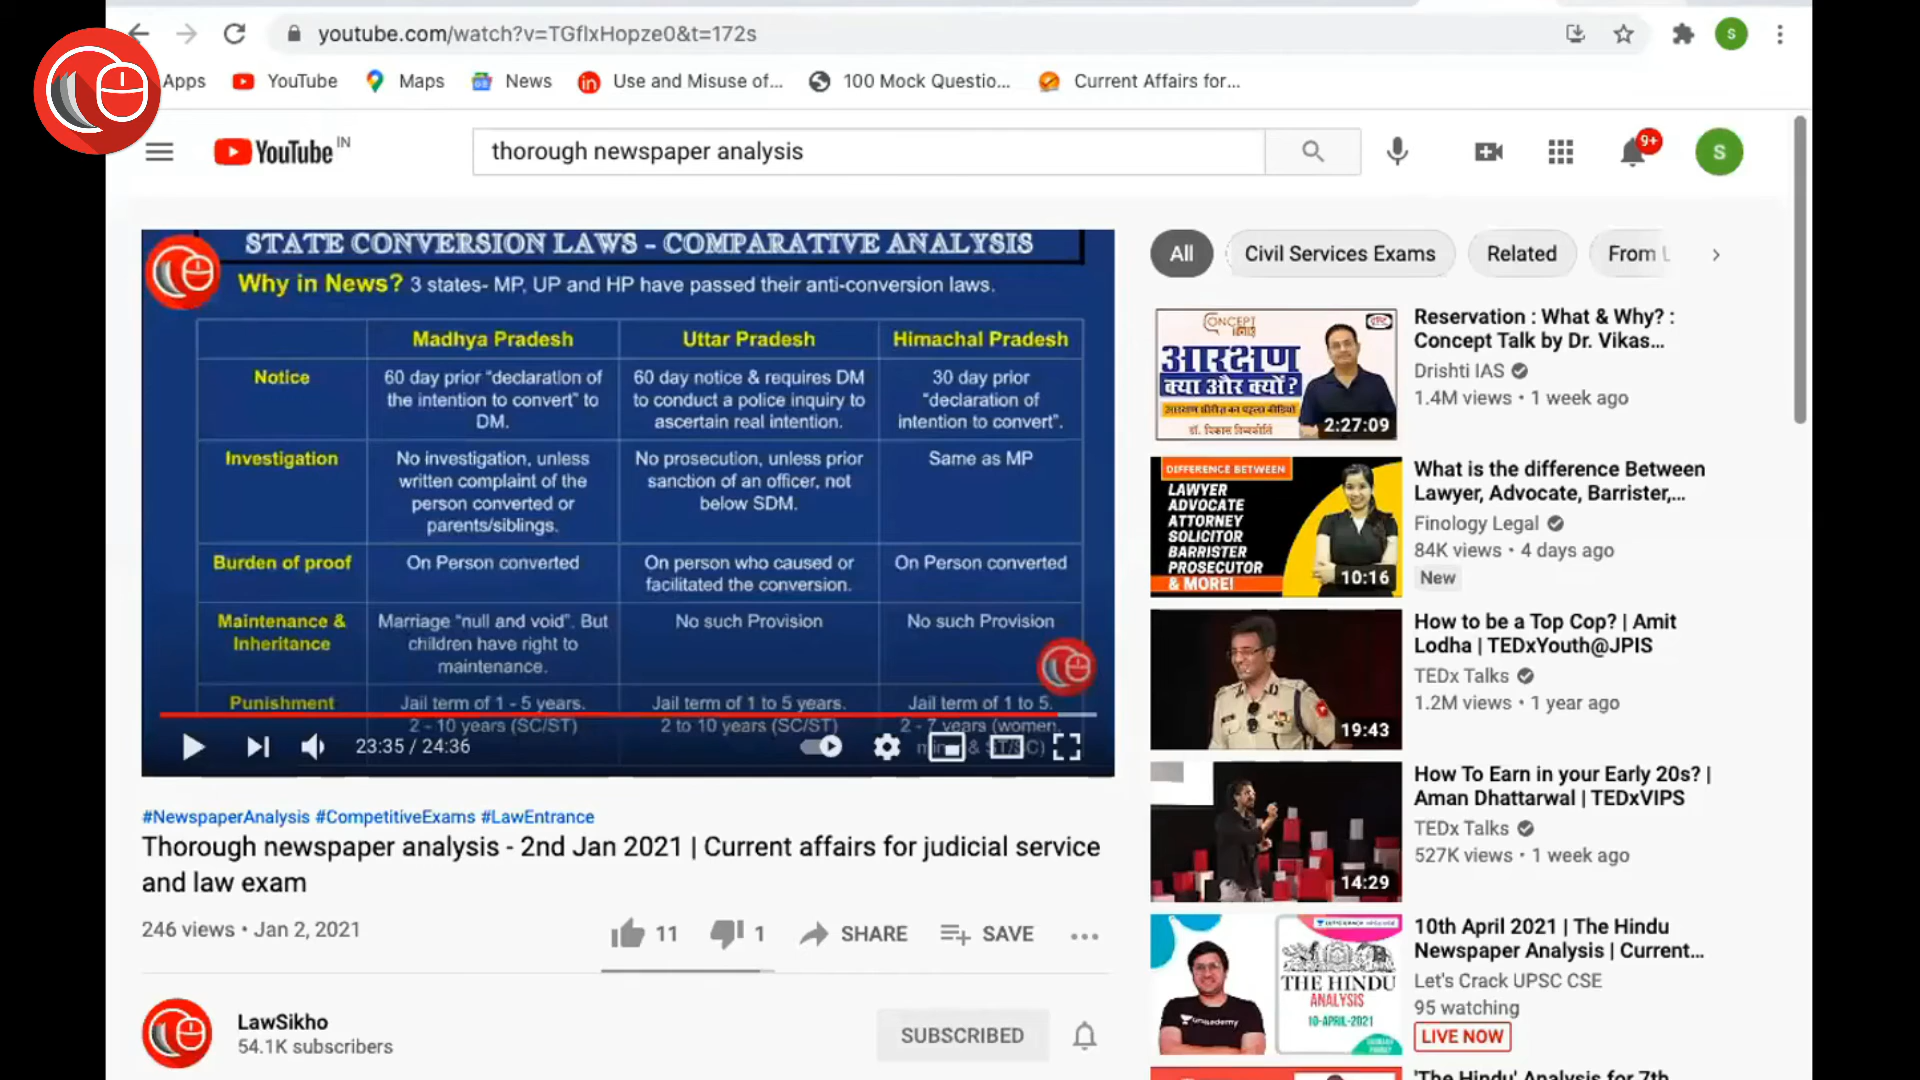 youtube.com/watch?v=TGflxHopze0&t=172s
S
Apps
YouTube
Maps
News
Use and Misuse of...
100 Mock Questio...
Current Affairs for...
YouTube IN
thorough newspaper analysis
9+
S
STATE CONVERSION LAWS - COMPARATIVE ANALYSIS
Why in News? 3 states- MP, UP and HP have passed their anti-conversion laws.
Madhya Pradesh
Uttar Pradesh
Himachal Pradesh
Notice
60 day prior "declaration of
the intention to convert" to
DM.
60 day notice & requires DM
to conduct a police inquiry to
ascertain real intention.
30 day prior
"declaration of
intention to convert".
Investigation
No investigation, unless
written complaint of the
person converted or
parents/siblings.
No prosecution, unless prior
sanction of an officer, not
below SDM.
Same as MP
Burden of proof
On Person converted
On person who caused or
facilitated the conversion.
On Person converted
Maintenance &
Inheritance
Marriage "null and void". But
children have right to
maintenance.
No such Provision
No such Provision
Punishment
Jail term of 1 - 5 years.
2 - 10 years (SC/ST)
Jail term of 1 to 5 years.
2 to 10 years (SC/ST)
Jail term of 1 to 5.
2 - 7 years (women,
& ST/SC)
23:35 / 24:36
#NewspaperAnalysis #CompetitiveExams #LawEntrance
Thorough newspaper analysis - 2nd Jan 2021 | Current affairs for judicial service
and law exam
246 views • Jan 2, 2021
11
1
SHARE
SAVE
LawSikho
54.1K subscribers
SUBSCRIBED
All
Civil Services Exams
Related
From
CONCEPT
आरक्षण
क्या और क्यों?
डॉ. विकास दिव्यकीर्ति
2:27:09
Reservation : What & Why? :
Concept Talk by Dr. Vikas...
Drishti IAS
1.4M views • 1 week ago
DIFFERENCE BETWEEN
LAWYER
ADVOCATE
ATTORNEY
SOLICITOR
BARRISTER
PROSECUTOR
& MORE!
10:16
What is the difference Between
Lawyer, Advocate, Barrister,...
Finology Legal
84K views • 4 days ago
New
19:43
How to be a Top Cop? | Amit
Lodha | TEDxYouth@JPIS
TEDx Talks
1.2M views • 1 year ago
14:29
How To Earn in your Early 20s? |
Aman Dhattarwal | TEDxVIPS
TEDx Talks
527K views • 1 week ago
unacademy
THE HINDU
ANALYSIS
10-APRIL-2021
10th April 2021 | The Hindu
Newspaper Analysis | Current...
Let's Crack UPSC CSE
95 watching
LIVE NOW
'The Hindu' Analysis for 7th